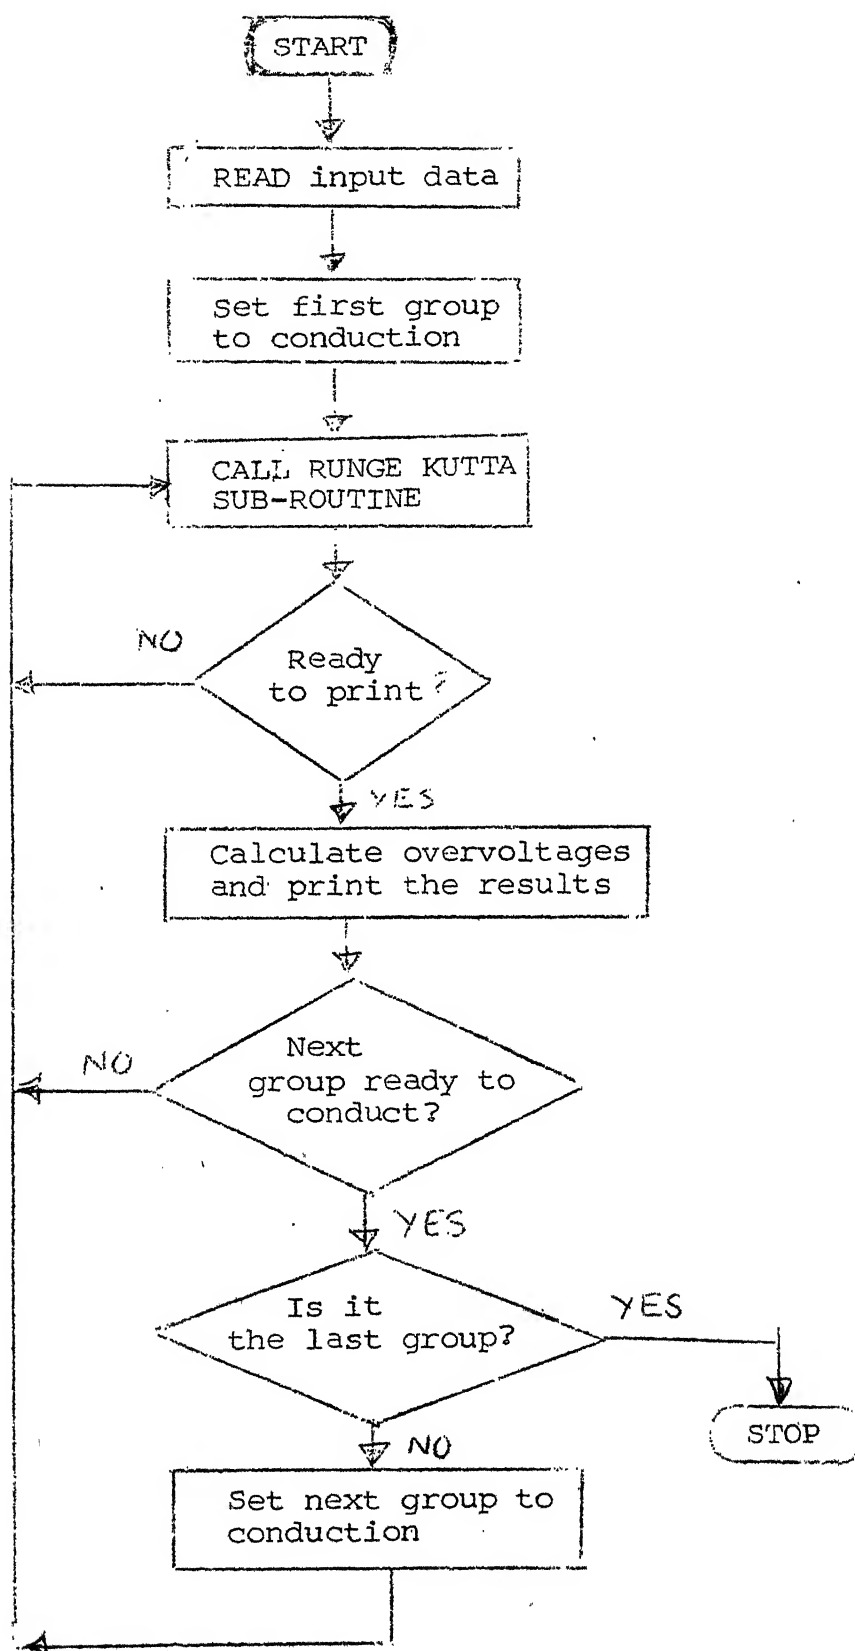 START
READ input data
Set first group
to conduction
CALL RUNGE KUTTA
SUB-ROUTINE
NO
Ready
to print?
YES
Calculate overvoltages
and print the results
NO
Next
group ready to
conduct?
YES
Is it
the last group?
YES
STOP
NO
Set next group to
conduction